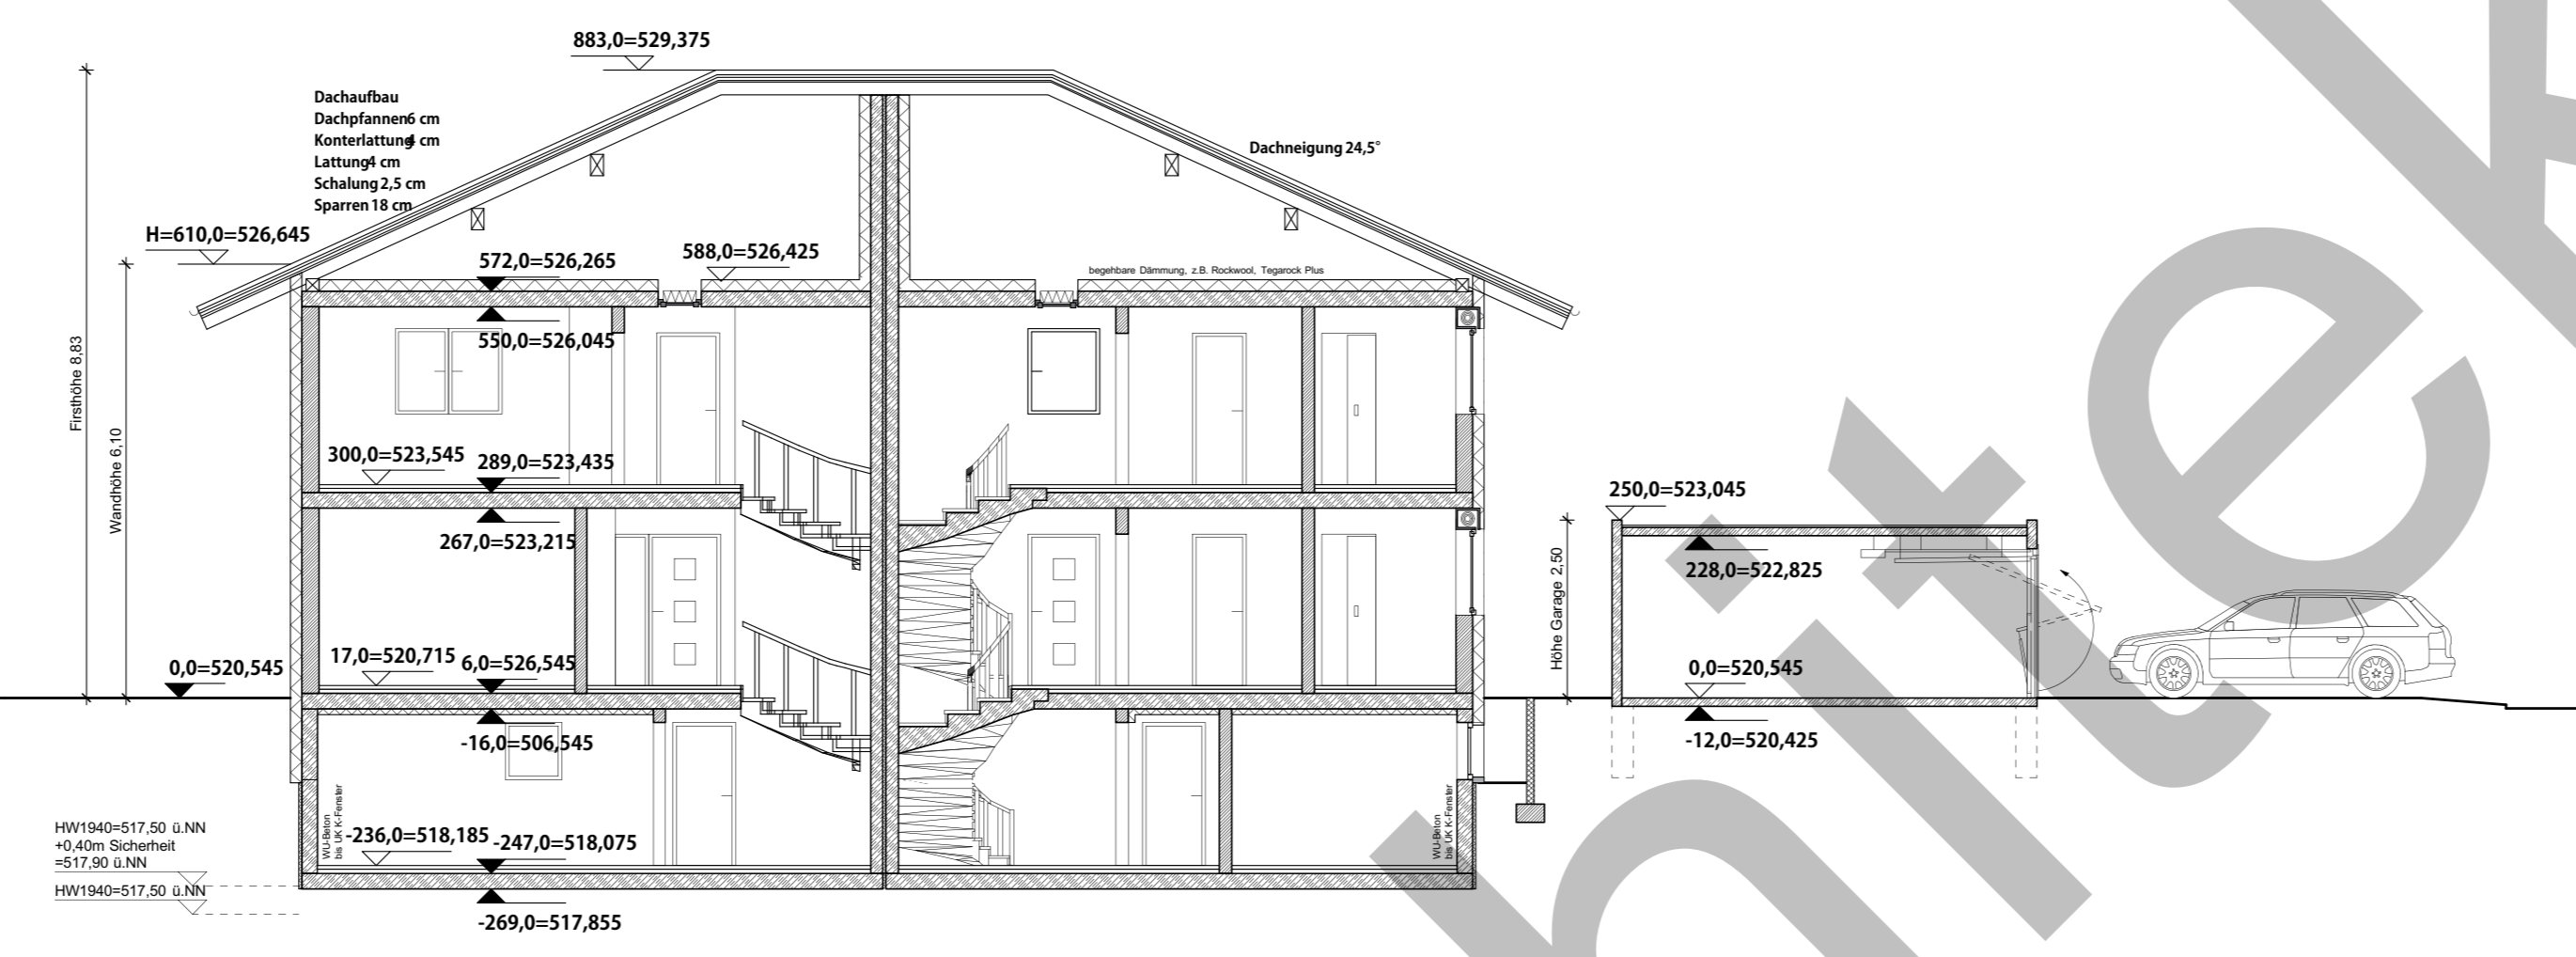 883,0=529,375
Dachaufbau
Dachpfannen6 cm
Konterlattung4 cm
Lattung4 cm
Schalung 2,5 cm
Sparren 18 cm
Dachneigung 24,5°
H=610,0=526,645
572,0=526,265
588,0=526,425
begehbare Dämmung, z.B. Rockwool, Tegarock Plus
550,0=526,045
Firsthöhe 8,83
Wandhöhe 6,10
300,0=523,545
289,0=523,435
267,0=523,215
250,0=523,045
228,0=522,825
Höhe Garage 2,50
0,0=520,545
17,0=520,715
6,0=526,545
0,0=520,545
-16,0=506,545
-12,0=520,425
WU-Beton
bis UK K-Fenster
WU-Beton
bis UK K-Fenster
-236,0=518,185
-247,0=518,075
HW1940=517,50 ü.NN
+0,40m Sicherheit
=517,90 ü.NN
HW1940=517,50 ü.NN
-269,0=517,855
hitek